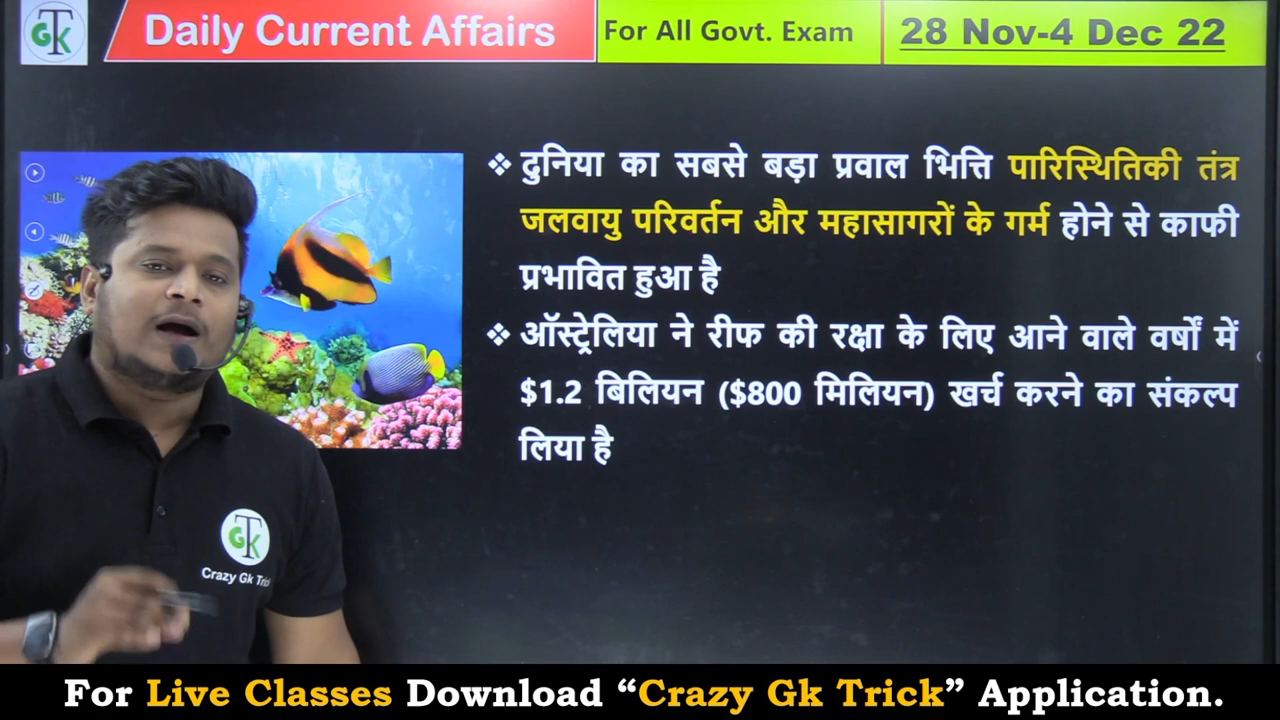 GTK
Daily Current Affairs
For All Govt. Exam
28 Nov-4 Dec 22
❖ दुनिया का सबसे बड़ा प्रवाल भित्ति पारिस्थितिकी तंत्र
जलवायु परिवर्तन और महासागरों के गर्म होने से काफी
प्रभावित हुआ है
❖ ऑस्ट्रेलिया ने रीफ की रक्षा के लिए आने वाले वर्षों में
$1.2 बिलियन ($800 मिलियन) खर्च करने का संकल्प
लिया है
GTK
Crazy Gk Trick
For Live Classes Download “Crazy Gk Trick” Application.